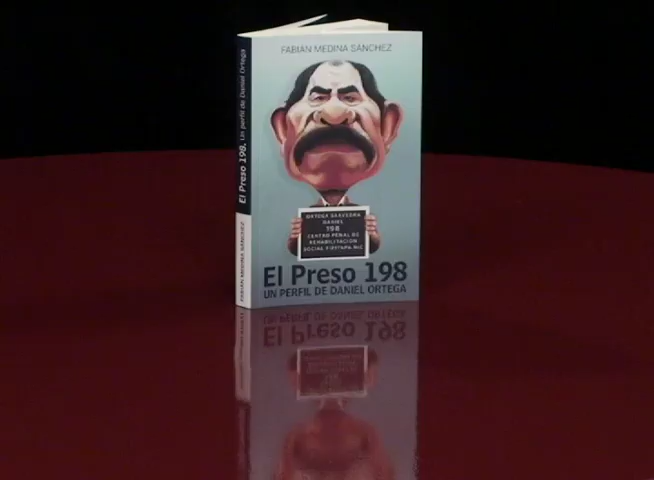 FABIÁN MEDINA SÁNCHEZ
ORTEGA SAAVEDRA
DANIEL
198
CENTRO PENAL DE
REHABILITACIÓN
SOCIAL TIPITAPA NIC
El Preso 198
UN PERFIL DE DANIEL ORTEGA
El Preso 198. Un perfil de Daniel Ortega
FABIÁN MEDINA SÁNCHEZ